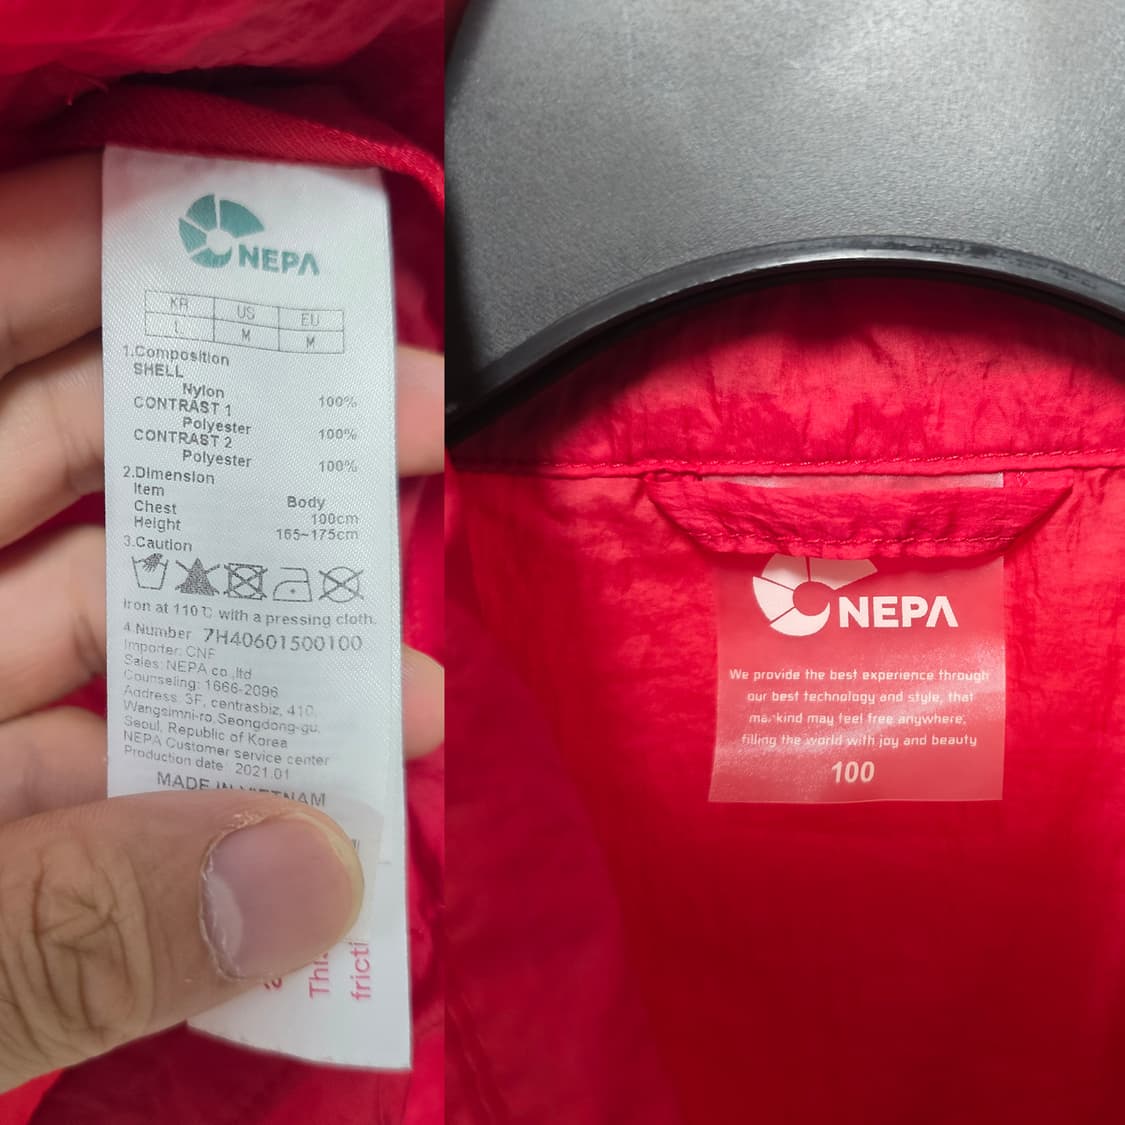 NEPA
KR US EU
L M M
1.Composition
SHELL
Nylon 100%
CONTRAST 1
Polyester 100%
CONTRAST 2
Polyester 100%
2.Dimension
Item Body
Chest 100cm
Height 165~175cm
3.Caution
Iron at 110℃ with a pressing cloth.
4.Number 7H40601500100
Importer: CNF
Sales: NEPA co.,ltd
Counseling: 1666-2096
Address: 3F, centrasbiz, 410,
Wangsimni-ro,Seongdong-gu,
Seoul, Republic of Korea
NEPA Customer service center
Production date 2021.01
MADE IN VIETNAM
NEPA
We provide the best experience through
our best technology and style, that
mankind may feel free anywhere,
filling the world with joy and beauty
100